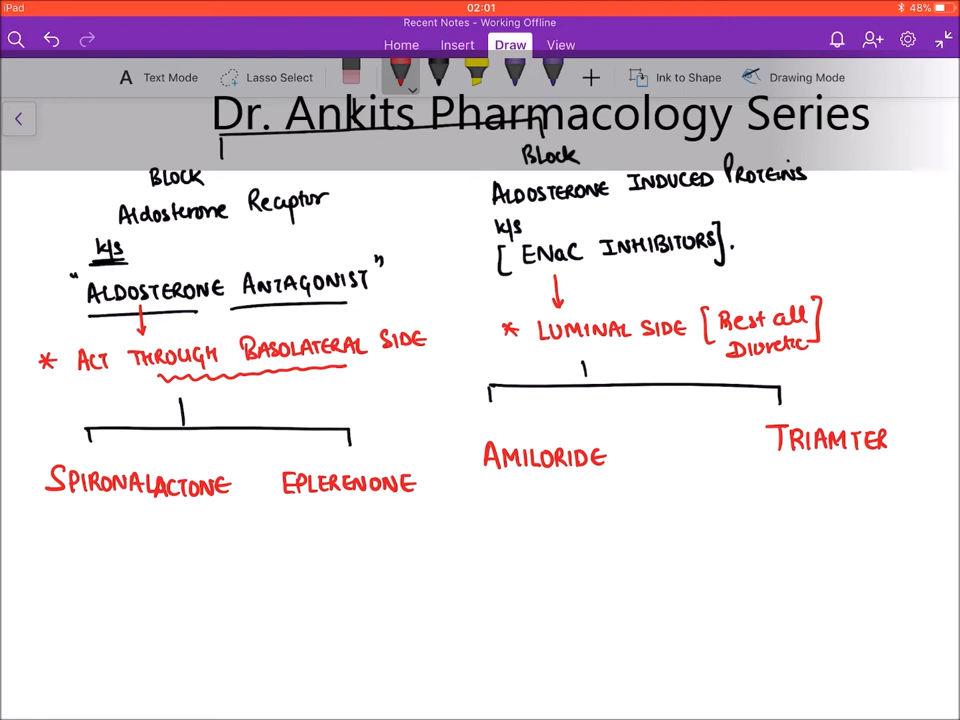 iPad
02:01
48%
Recent Notes - Working Offline
Home Insert Draw View
A Text Mode Lasso Select Ink to Shape Drawing Mode
Dr. Ankits Pharmacology Series
BLOCK
Aldosterone Receptor
k/s
"ALDOSTERONE ANTAGONIST"
* ACT THROUGH BASOLATERAL SIDE
SPIRONALACTONE EPLERENONE
BLOCK
ALDOSTERONE INDUCED PROTEINS
k/s
[ENaC INHIBITORS].
* LUMINAL SIDE [Rest all
Diuretic]
AMILORIDE TRIAMTER